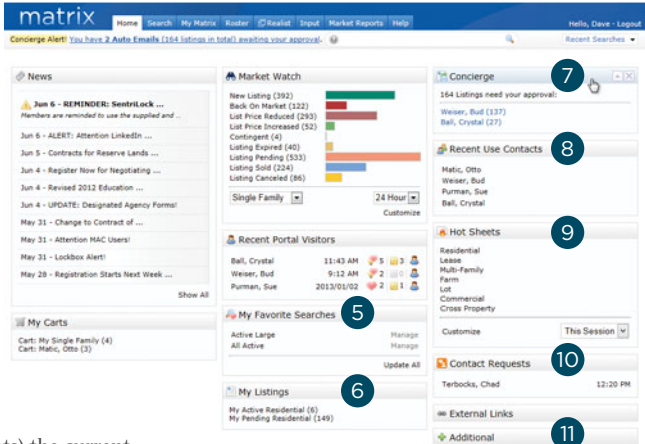 matrix
Home Search My Matrix Roster Realist Input Market Reports Help
Hello, Dave - Logout
Concierge Alert! You have 2 Auto Emails (164 listings in total) awaiting your approval.
Recent Searches
News
Jun 6 - REMINDER: SentriLock ...
Members are reminded to use the supplied and ..
Jun 6 - ALERT: Attention LinkedIn ...
Jun 5 - Contracts for Reserve Lands ...
Jun 4 - Register Now for Negotiating ...
Jun 4 - Revised 2012 Education ...
Jun 4 - UPDATE: Designated Agency Forms!
May 31 - Change to Contract of ...
May 31 - Attention MAC Users!
May 31 - Lockbox Alert!
May 28 - Registration Starts Next Week ...
Show All
My Carts
Cart: My Single Family (4)
Cart: Matic, Otto (3)
Market Watch
New Listing (392)
Back On Market (122)
List Price Reduced (293)
List Price Increased (52)
Contingent (4)
Listing Expired (40)
Listing Pending (533)
Listing Sold (224)
Listing Canceled (86)
Single Family 24 Hour
Customize
Recent Portal Visitors
Ball, Crystal 11:43 AM 5 3
Weiser, Bud 9:12 AM 2 0
Purman, Sue 2013/01/02 2 1
My Favorite Searches 5
Active Large Manage
All Active Manage
Update All
My Listings 6
My Active Residential (6)
My Pending Residential (149)
Concierge 7
164 Listings need your approval:
Weiser, Bud (137)
Ball, Crystal (27)
Recent Use Contacts 8
Matic, Otto
Weiser, Bud
Purman, Sue
Ball, Crystal
Hot Sheets 9
Residential
Lease
Multi-Family
Farm
Lot
Commercial
Cross Property
Customize This Session
Contact Requests 10
Terbocks, Chad 12:20 PM
External Links
Additional 11
the current